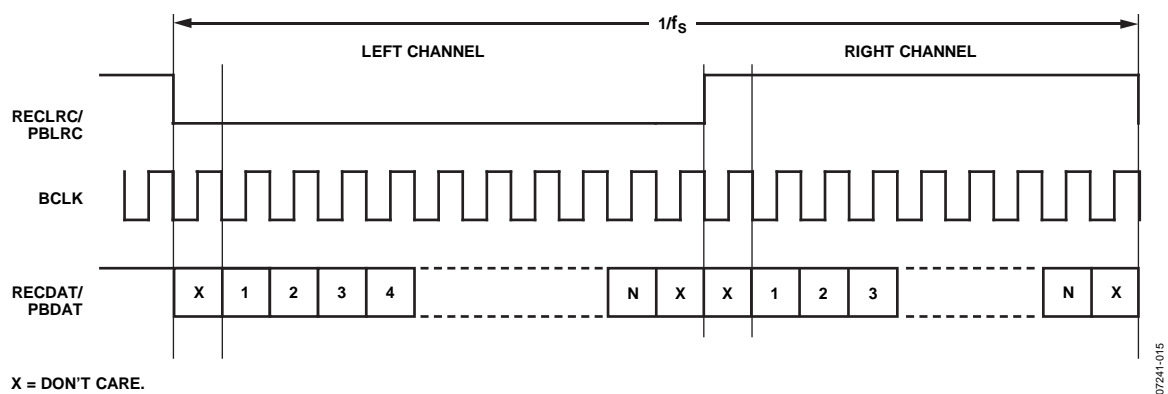 1/fS
LEFT CHANNEL RIGHT CHANNEL
RECLRC/
PBLRC
BCLK
RECDAT/
PBDAT
X 1 2 3 4 N X X 1 2 3 N X
X = DON'T CARE.
07241-015